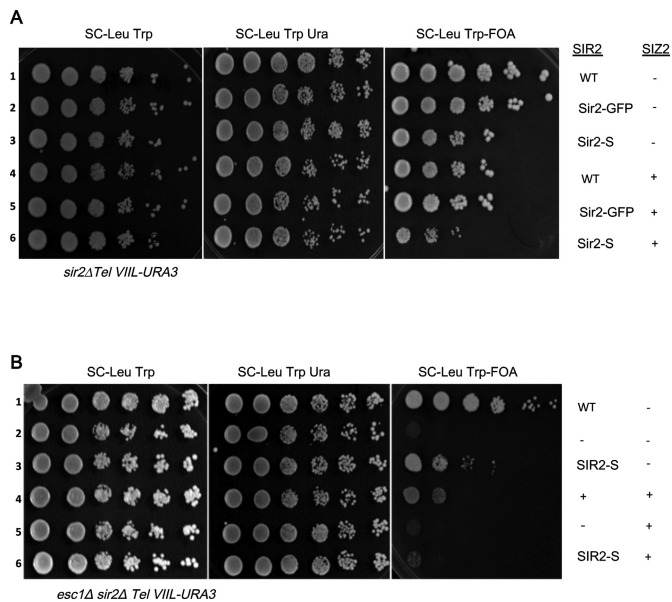 A
SC-Leu Trp SC-Leu Trp Ura SC-Leu Trp-FOA SIR2 SIZ2
1 WT -
2 Sir2-GFP -
3 Sir2-S -
4 WT +
5 Sir2-GFP +
6 Sir2-S +
sir2ΔTel VIIL-URA3
B
SC-Leu Trp SC-Leu Trp Ura SC-Leu Trp-FOA
1 WT -
2 - -
3 SIR2-S -
4 + +
5 - +
6 SIR2-S +
esc1Δ sir2Δ Tel VIIL-URA3